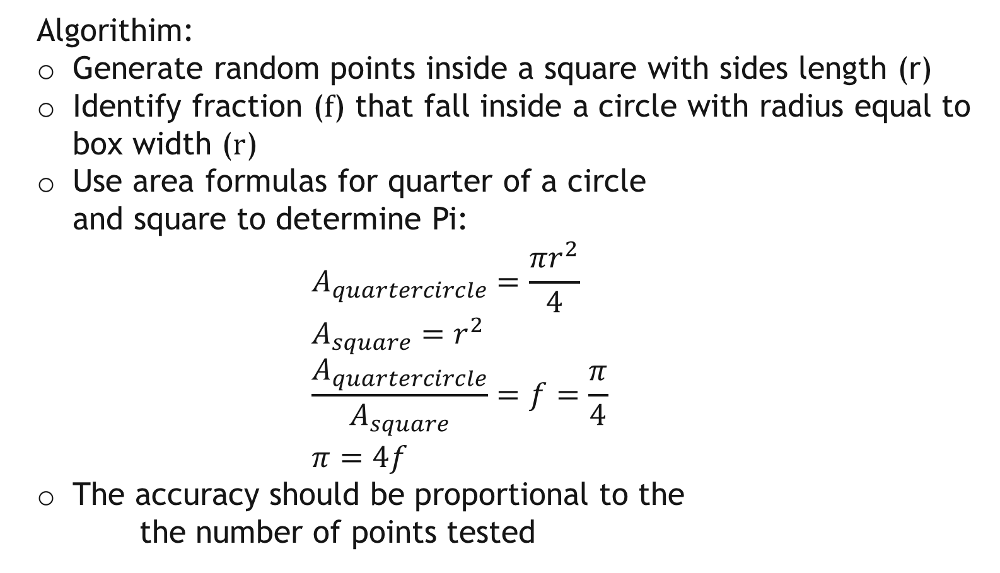 Algorithim:
○ Generate random points inside a square with sides length (r)
○ Identify fraction (f) that fall inside a circle with radius equal to
box width (r)
○ Use area formulas for quarter of a circle
and square to determine Pi:
A_{quartercircle} = \frac{πr^2}{4}
A_{square} = r^2
\frac{A_{quartercircle}}{A_{square}} = f = \frac{π}{4}
π = 4f
○ The accuracy should be proportional to the
the number of points tested